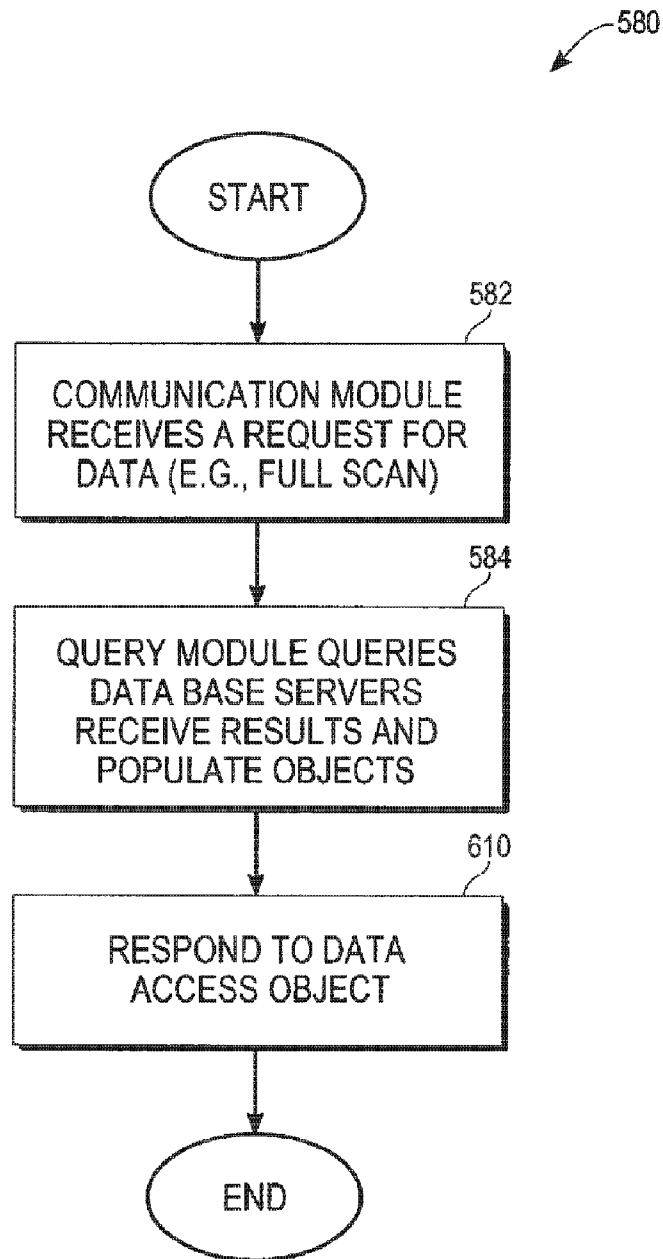 580
START
582
COMMUNICATION MODULE
RECEIVES A REQUEST FOR
DATA (E.G., FULL SCAN)
584
QUERY MODULE QUERIES
DATA BASE SERVERS
RECEIVE RESULTS AND
POPULATE OBJECTS
610
RESPOND TO DATA
ACCESS OBJECT
END